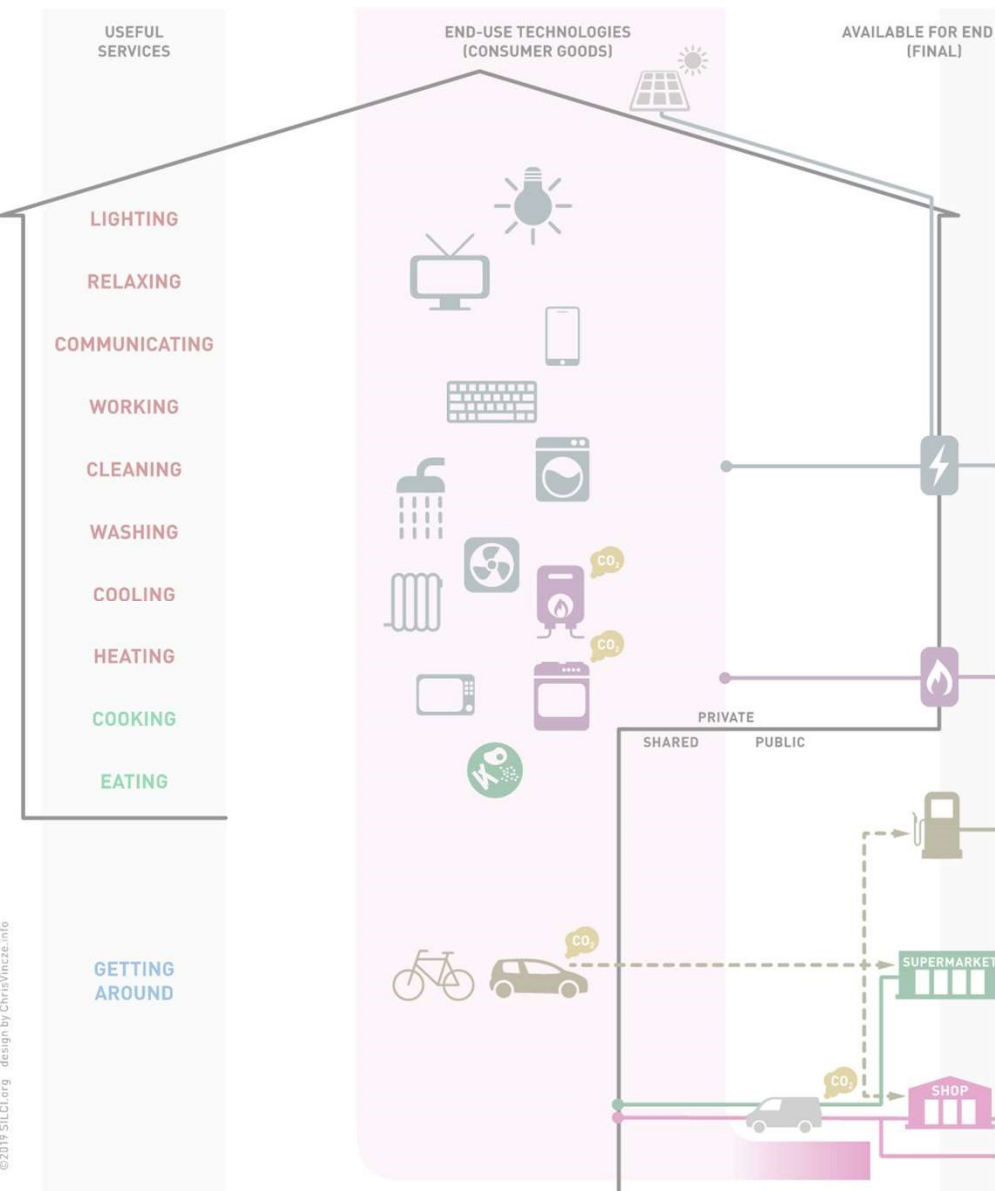 USEFUL
SERVICES
END-USE TECHNOLOGIES
(CONSUMER GOODS)
AVAILABLE FOR END
(FINAL)
LIGHTING
RELAXING
COMMUNICATING
WORKING
CLEANING
WASHING
COOLING
HEATING
COOKING
EATING
CO₂
CO₂
PRIVATE
SHARED
PUBLIC
GETTING
AROUND
CO₂
SUPERMARKET
CO₂
SHOP
©2019 SILCI.org design by ChrisVincze.info